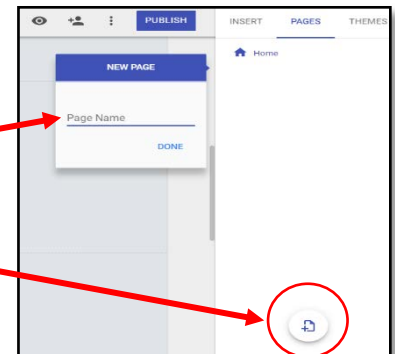 PUBLISH
INSERT PAGES THEMES
Home
NEW PAGE
Page Name
DONE